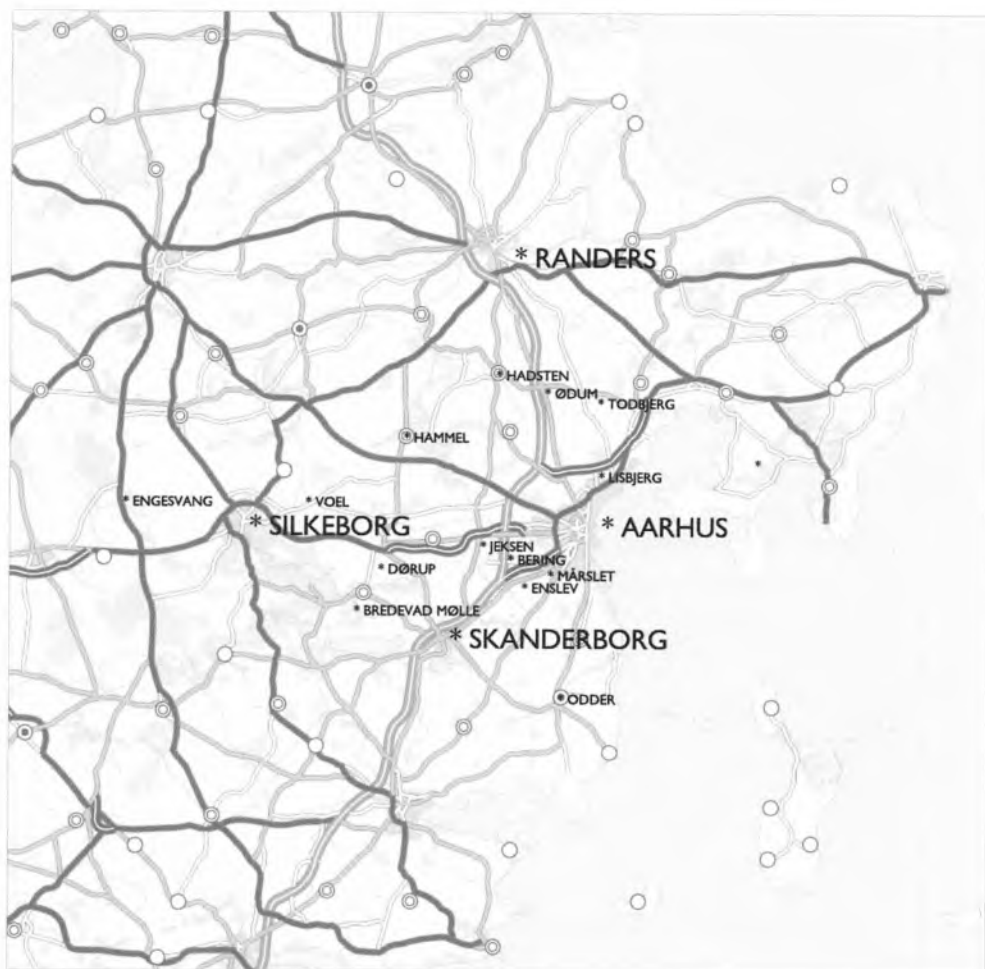 * RANDERS
* HADSTEN
* ØDUM
* TODBJERG
* HAMMEL
* LISBJERG
* ENGESVANG
* VOEL
* SILKEBORG
* AARHUS
* JEKSEN
* BERING
* DØRUP
* MÅRSLET
* ENSLEV
* BREDEVAD MØLLE
* SKANDERBORG
* ODDER